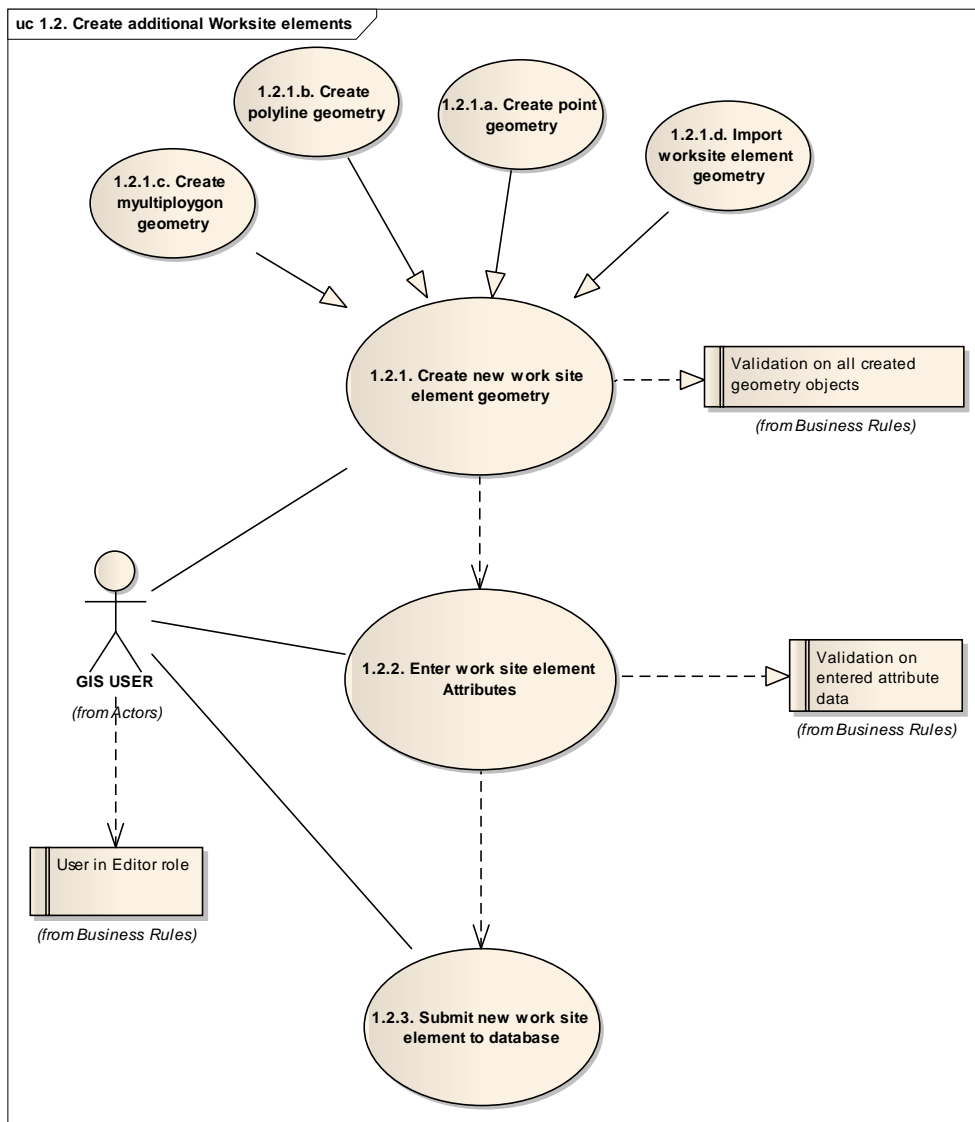 uc 1.2. Create additional Worksite elements
1.2.1.b. Create
polyline geometry
1.2.1.a. Create point
geometry
1.2.1.d. Import
worksite element
geometry
1.2.1.c. Create
myultiploygon
geometry
1.2.1. Create new work site
element geometry
Validation on all created
geometry objects
(from Business Rules)
GIS USER
(from Actors)
1.2.2. Enter work site element
Attributes
Validation on
entered attribute
data
(from Business Rules)
User in Editor role
(from Business Rules)
1.2.3. Submit new work site
element to database